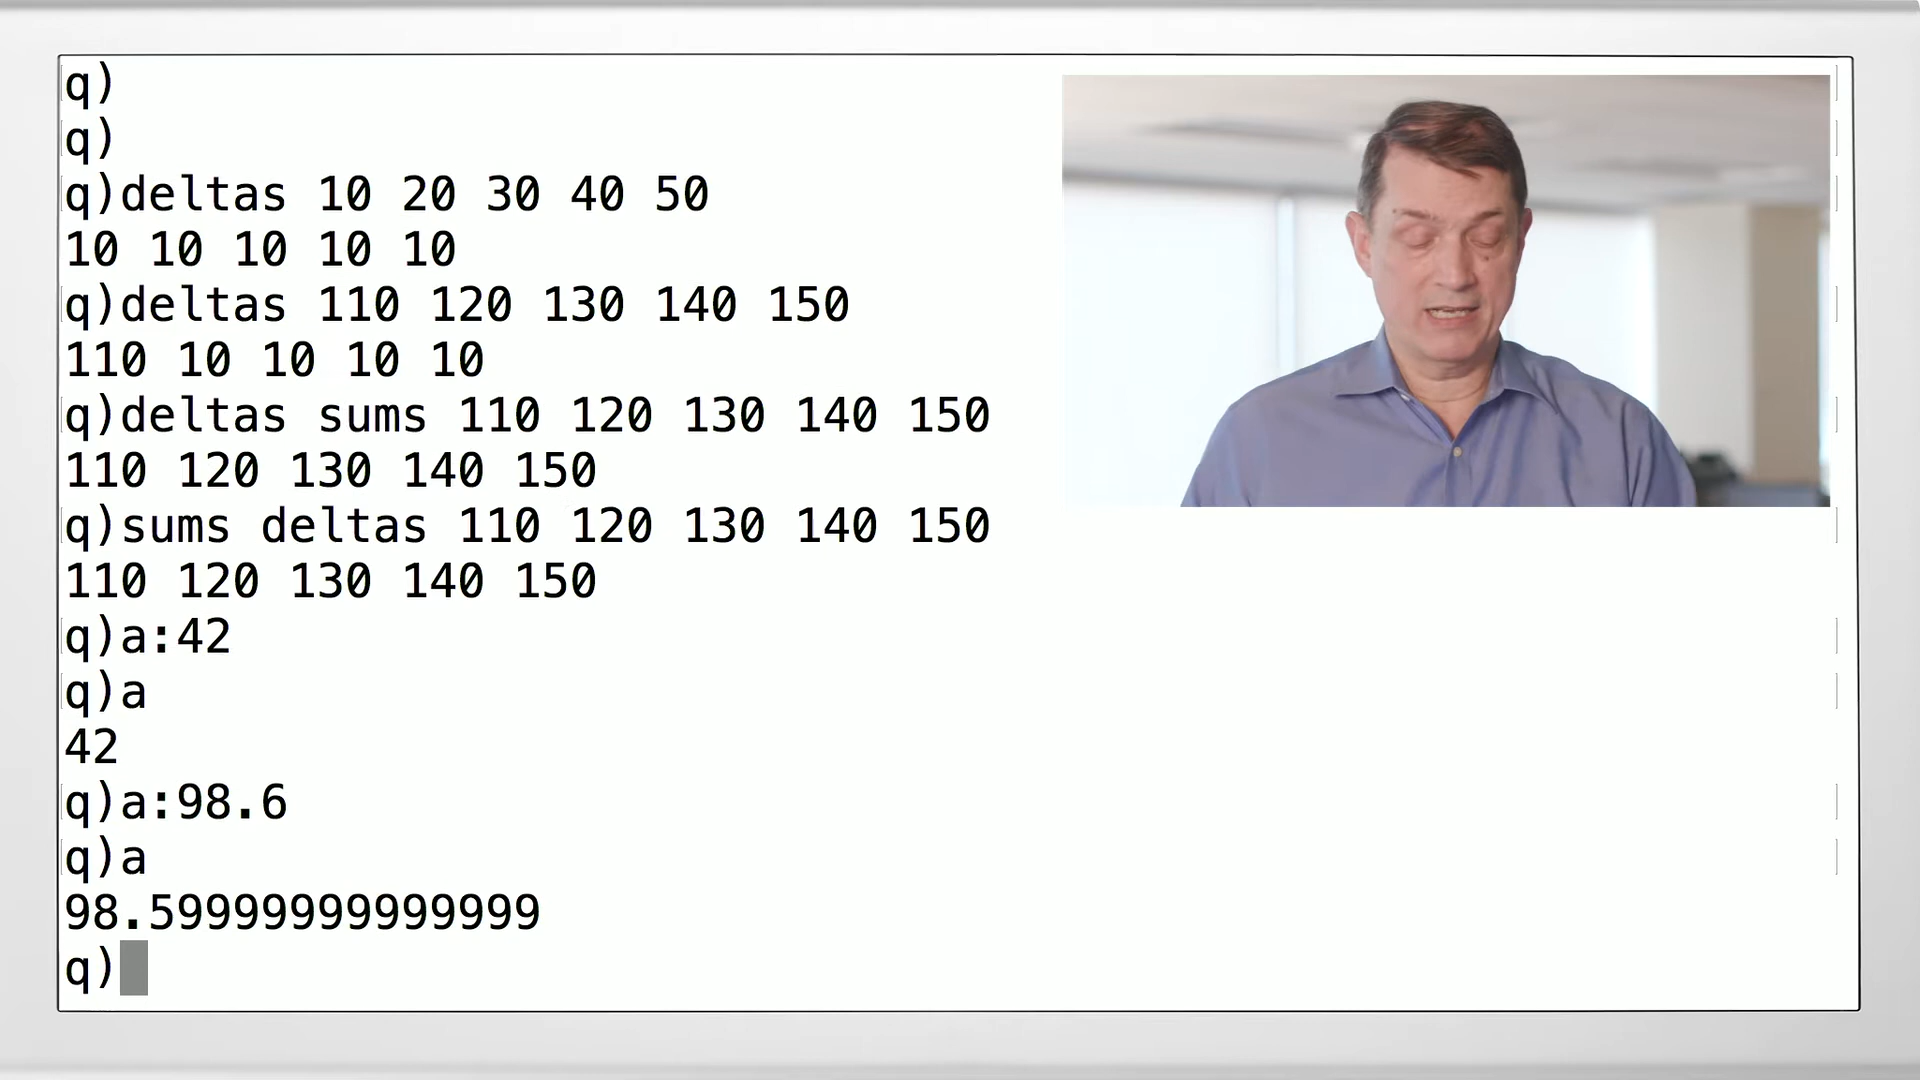 q)
q)
q)deltas 10 20 30 40 50
10 10 10 10 10
q)deltas 110 120 130 140 150
110 10 10 10 10
q)deltas sums 110 120 130 140 150
110 120 130 140 150
q)sums deltas 110 120 130 140 150
110 120 130 140 150
q)a:42
q)a
42
q)a:98.6
q)a
98.59999999999999
q)